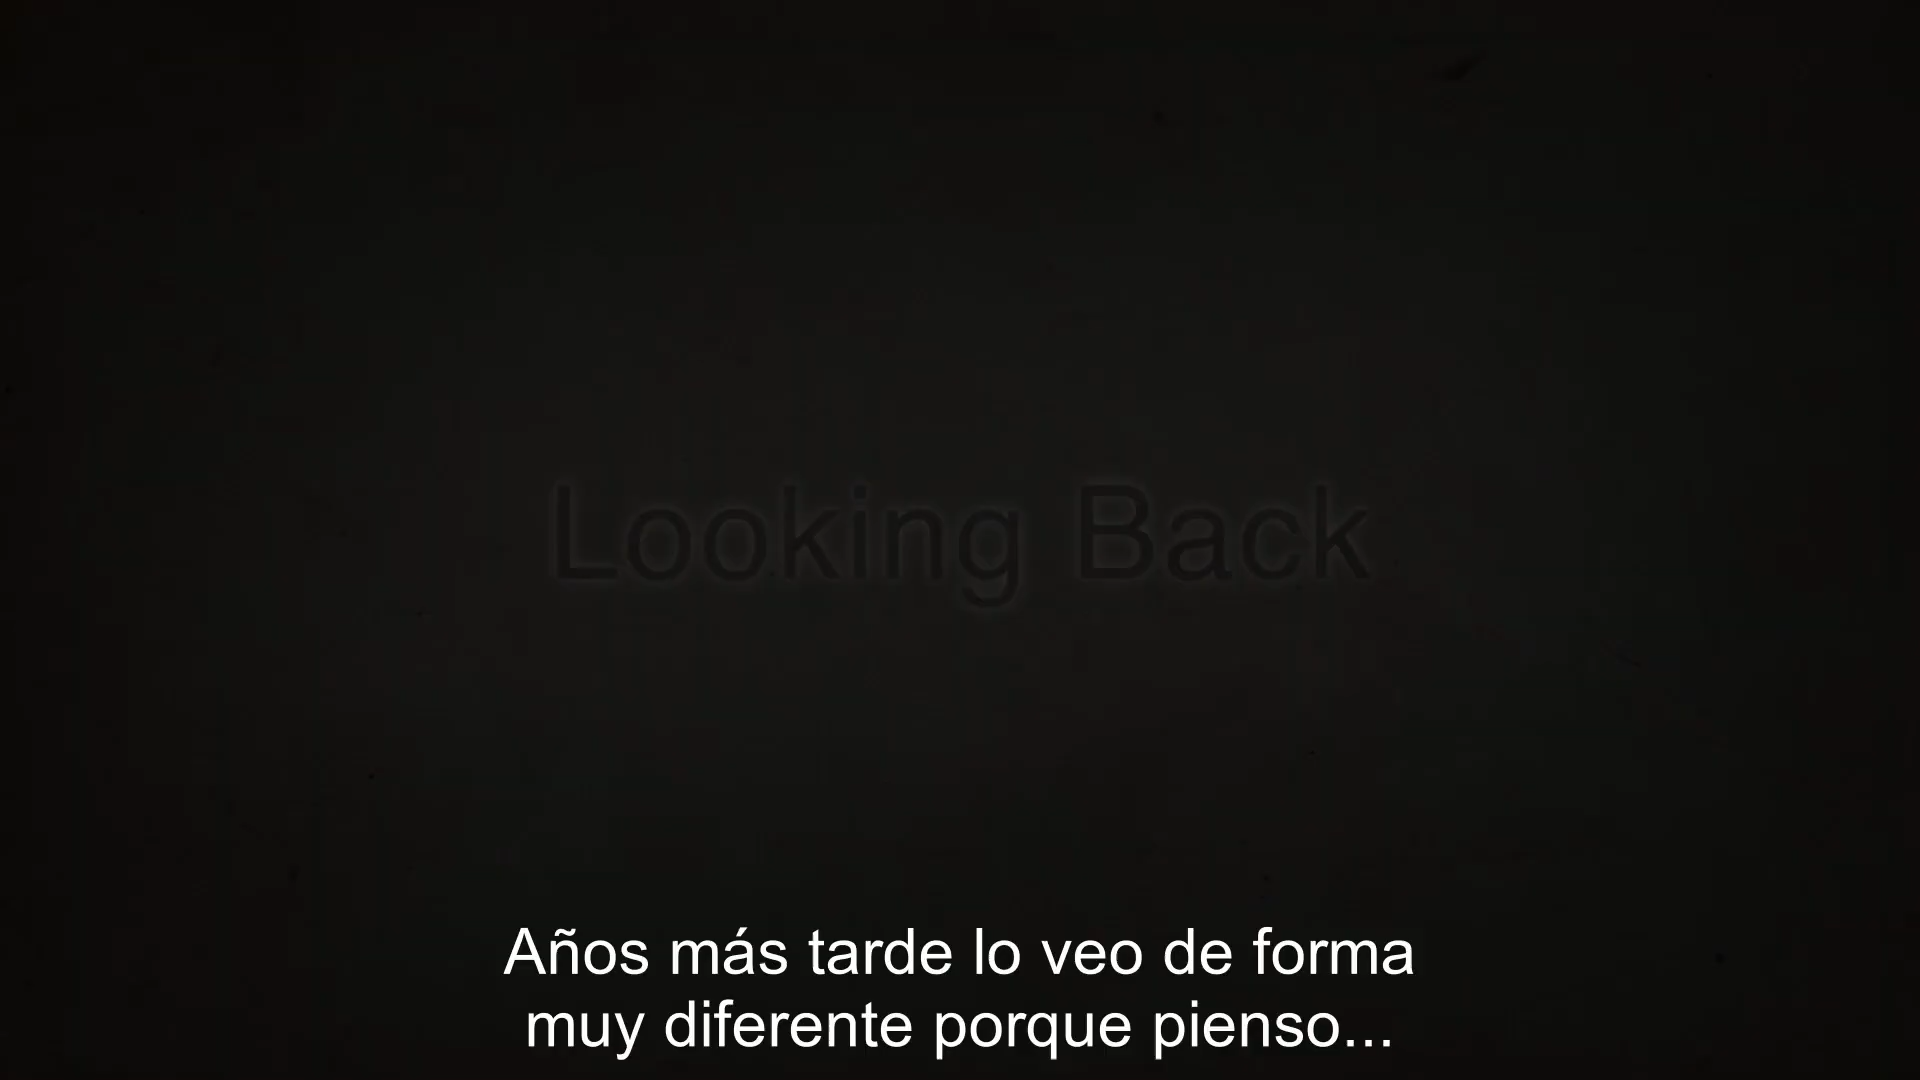 Looking Back
Años más tarde lo veo de forma
muy diferente porque pienso...